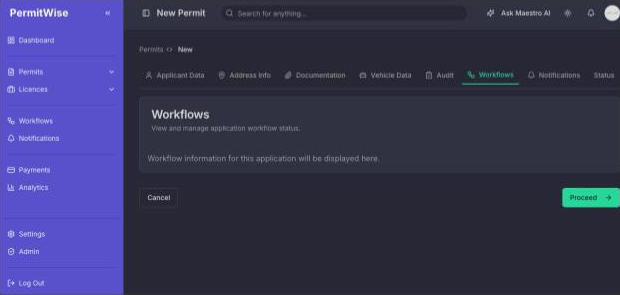 PermitWise
New Permit
Search for anything...
Ask Maestro AI
Dashboard
Permits
Licences
Workflows
Notifications
Payments
Analytics
Settings
Admin
Log Out
Permits <> New
Applicant Data
Address Info
Documentation
Vehicle Data
Audit
Workflows
Notifications
Status
Workflows
View and manage application workflow status.
Workflow information for this application will be displayed here.
Cancel
Proceed